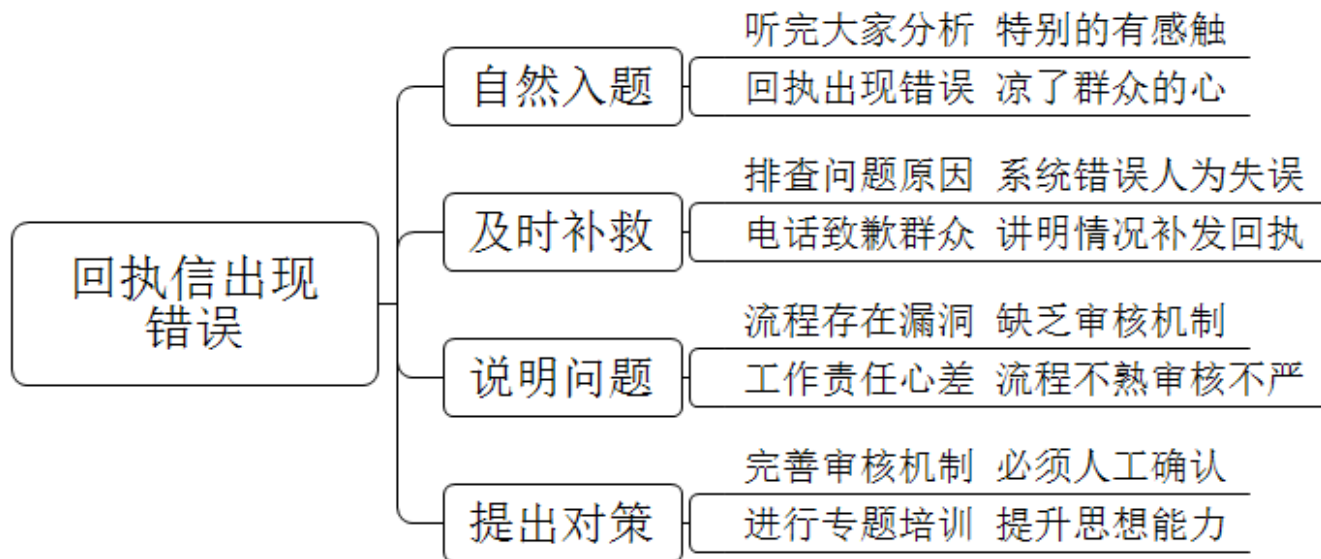 回执信出现
错误
自然入题
听完大家分析 特别的有感触
回执出现错误 凉了群众的心
及时补救
排查问题原因 系统错误人为失误
电话致歉群众 讲明情况补发回执
说明问题
流程存在漏洞 缺乏审核机制
工作责任心差 流程不熟审核不严
提出对策
完善审核机制 必须人工确认
进行专题培训 提升思想能力